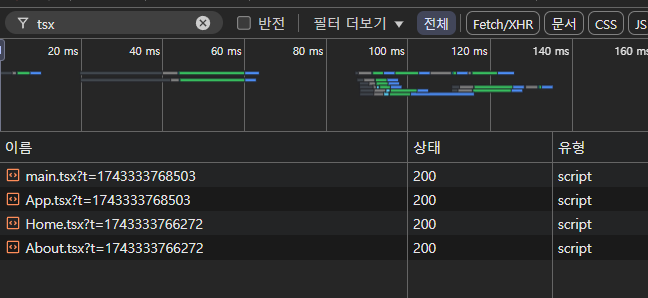 tsx
반전
필터 더보기
전체
Fetch/XHR
문서
CSS
JS
20 ms
40 ms
60 ms
80 ms
100 ms
120 ms
140 ms
160 ms
이름 상태 유형
main.tsx?t=1743333768503 200 script
App.tsx?t=1743333768503 200 script
Home.tsx?t=1743333766272 200 script
About.tsx?t=1743333766272 200 script